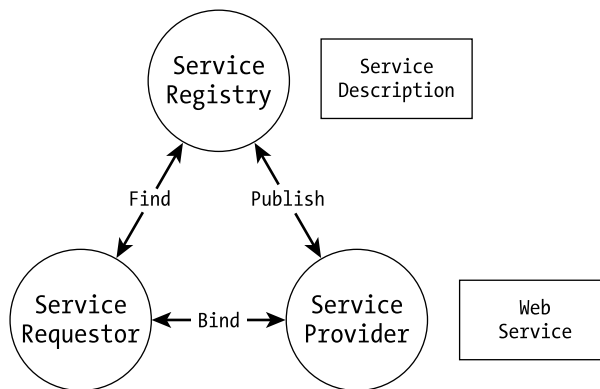 Service
Registry
Service
Description
Find
Publish
Service
Requestor
Bind
Service
Provider
Web
Service